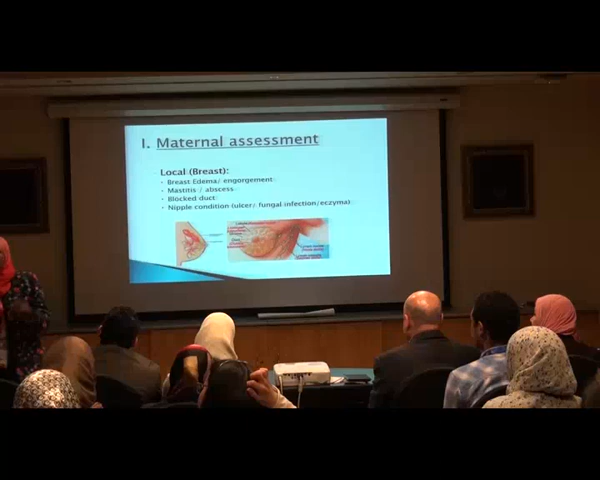 I. Maternal assessment
Local (Breast):
• Breast Edema/ engorgement
• Mastitis / abscess
• Blocked duct
• Nipple condition (ulcer/ fungal infection/eczyma)